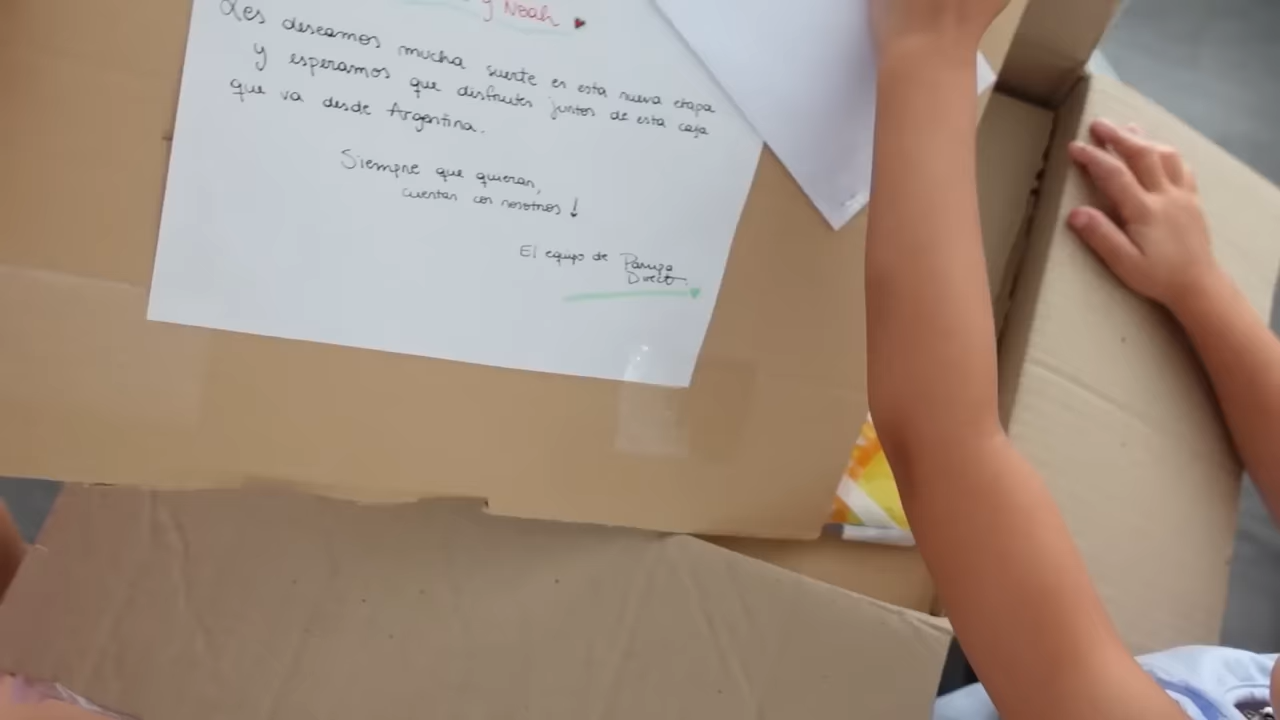 y Noah
Les deseamos mucha suerte en esta nueva etapa
y esperamos que disfruten juntos de esta caja
que va desde Argentina.
Siempre que quieran,
cuentan con nosotros!
El equipo de Pampa
Direct.